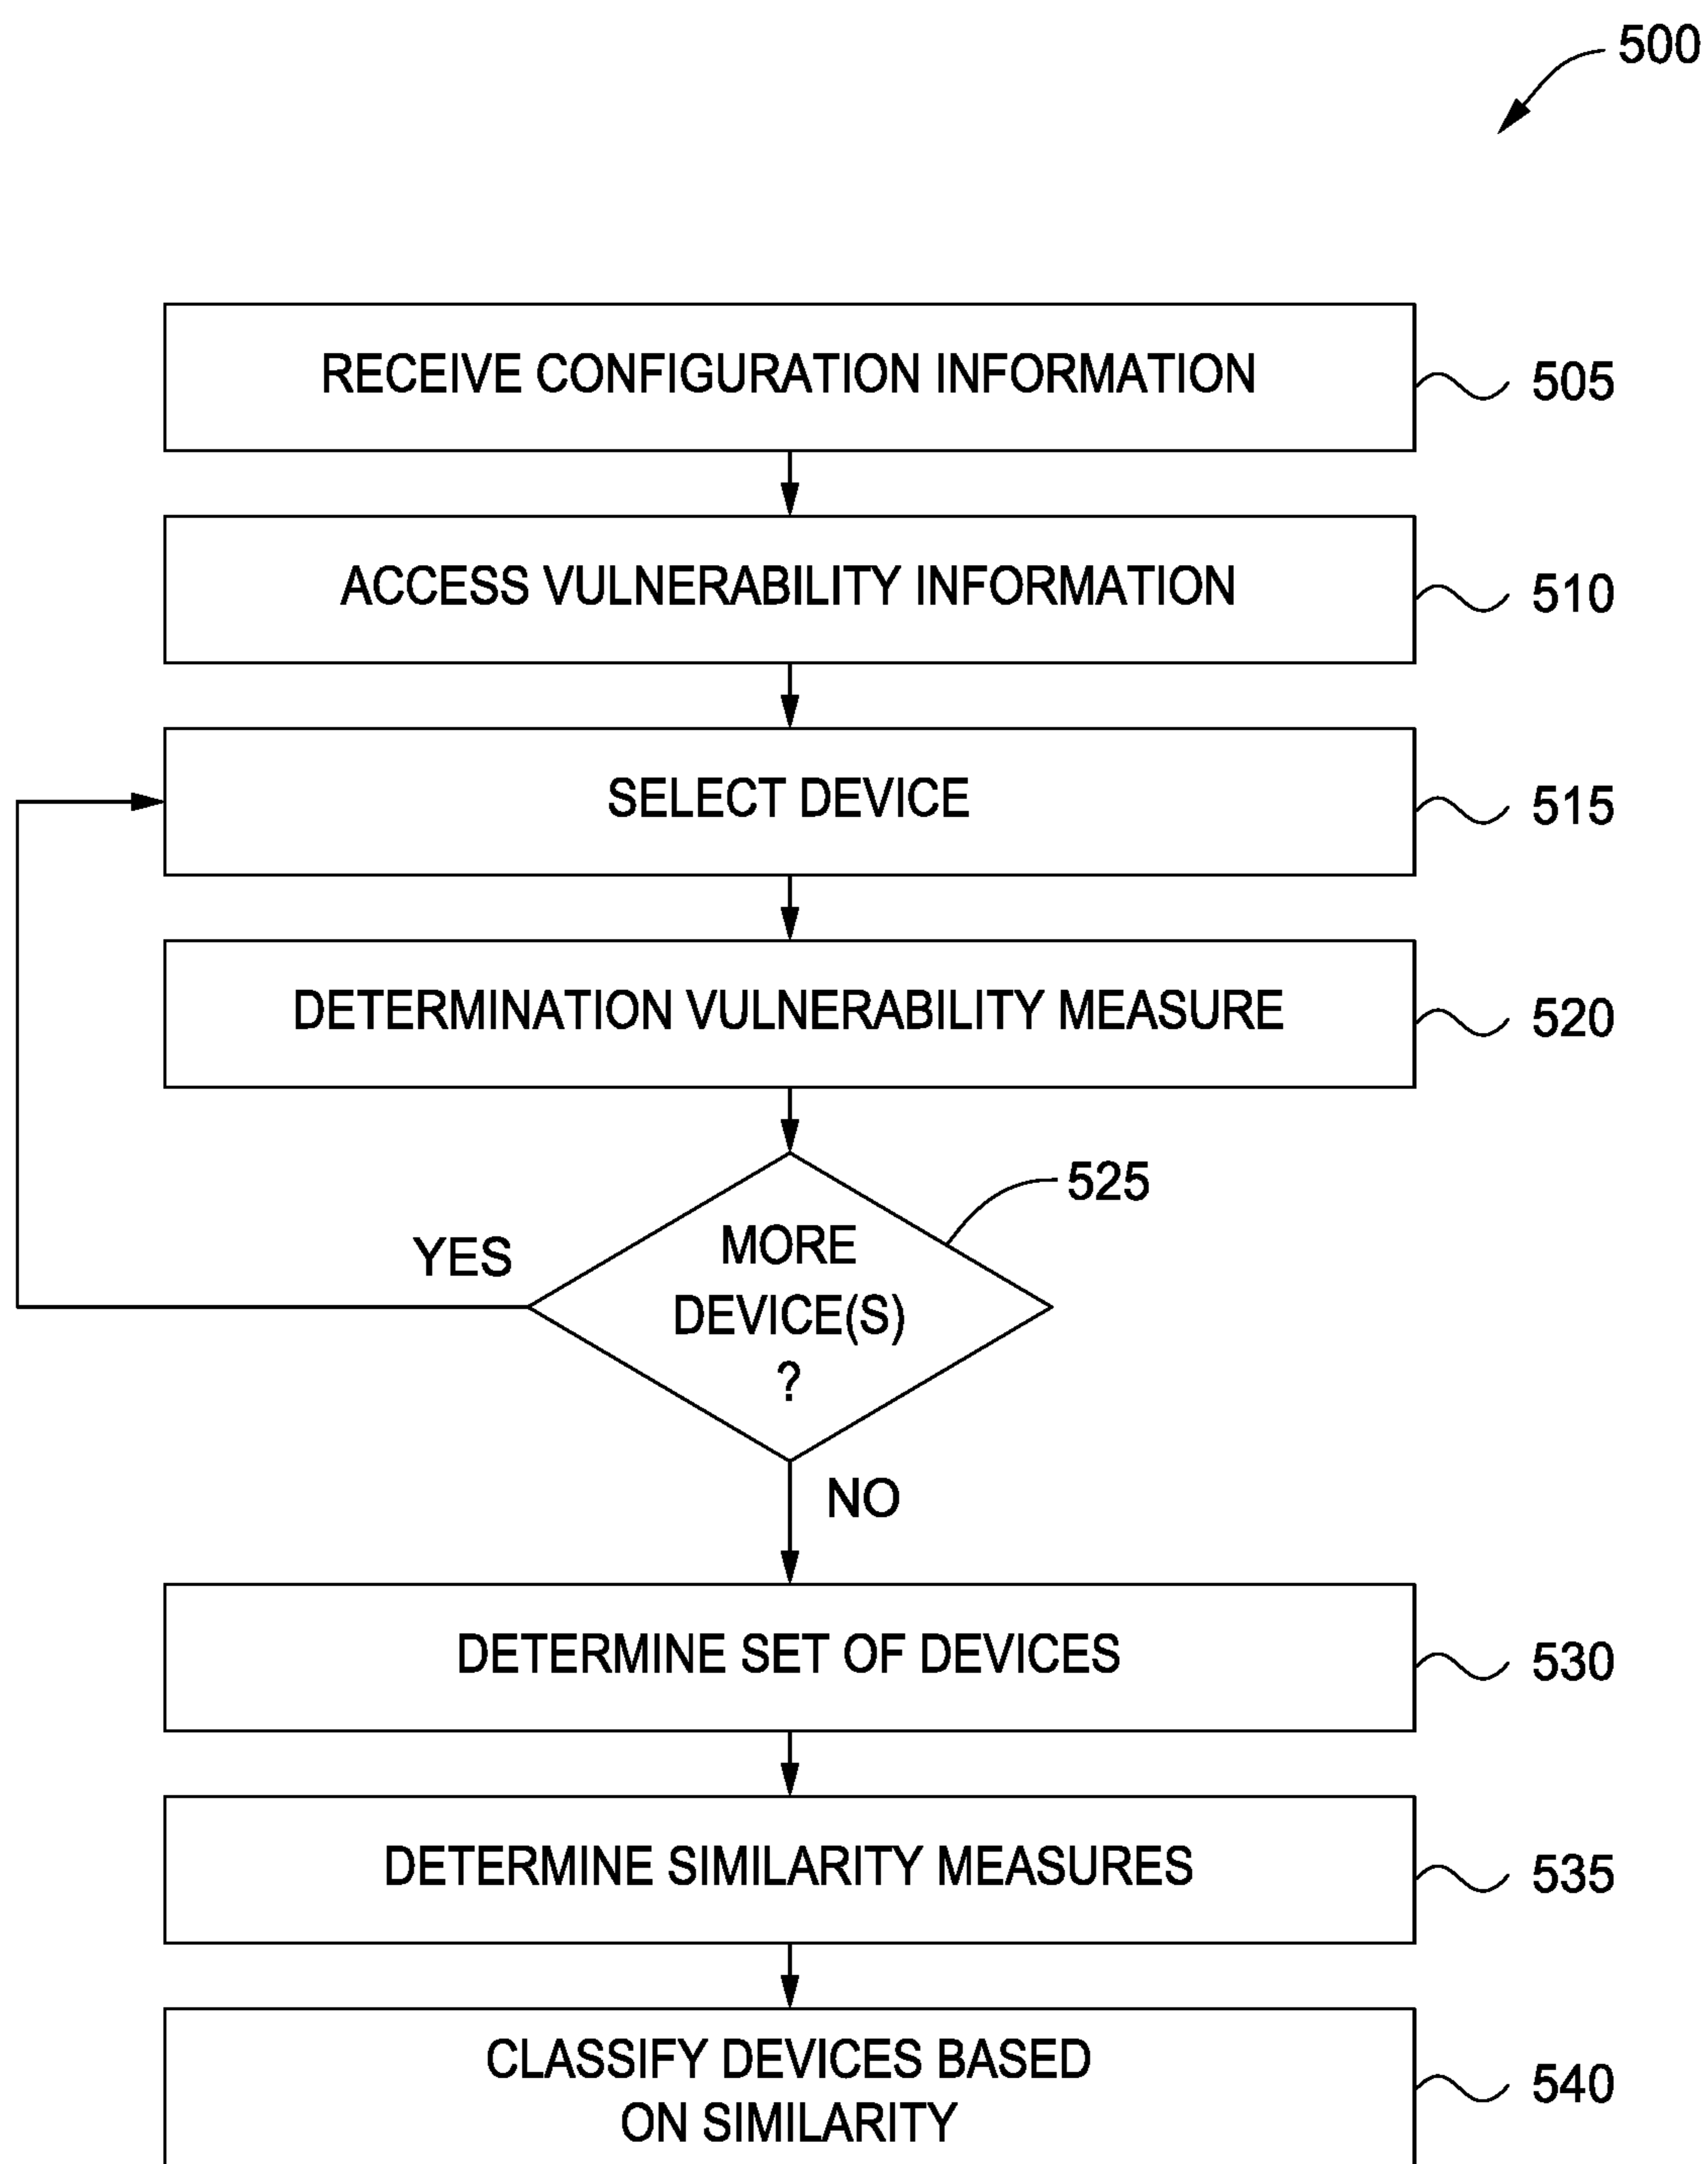 500
RECEIVE CONFIGURATION INFORMATION
505
ACCESS VULNERABILITY INFORMATION
510
SELECT DEVICE
515
DETERMINATION VULNERABILITY MEASURE
520
525
MORE
DEVICE(S)
?
YES
NO
DETERMINE SET OF DEVICES
530
DETERMINE SIMILARITY MEASURES
535
CLASSIFY DEVICES BASED
ON SIMILARITY
540